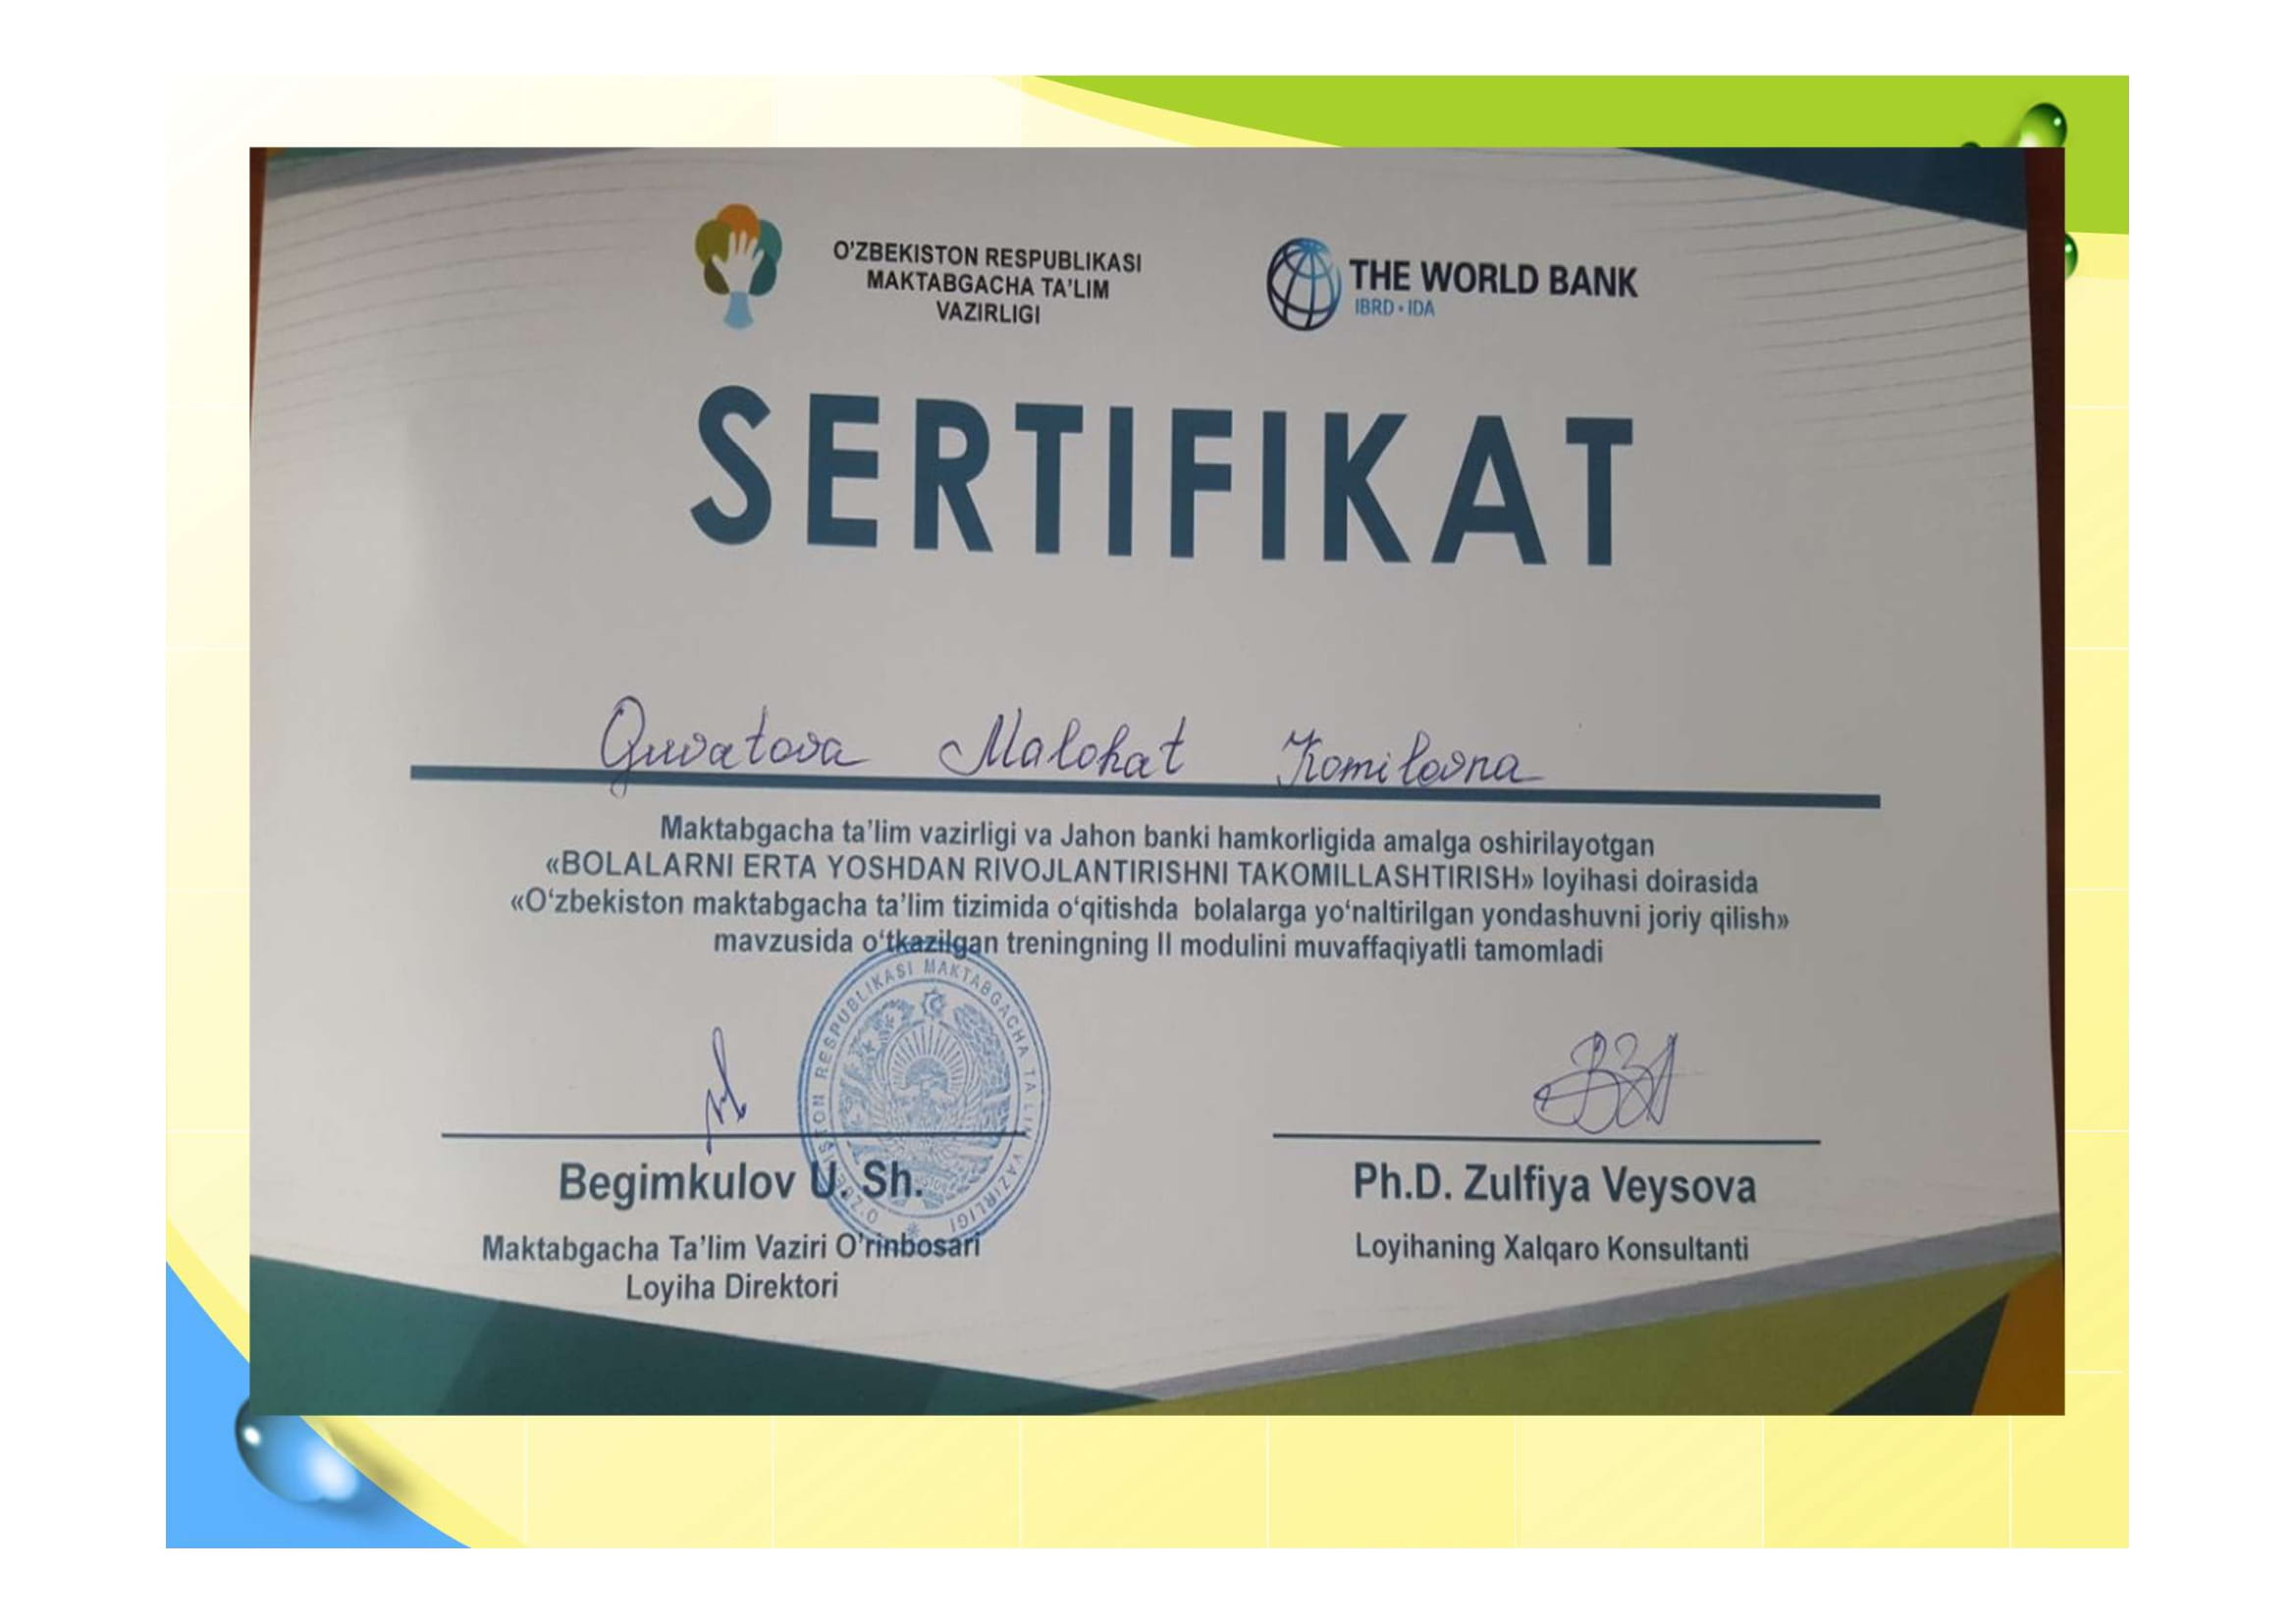 O'ZBEKISTON RESPUBLIKASI
MAKTABGACHA TA'LIM
VAZIRLIGI
THE WORLD BANK
IBRD • IDA
SERTIFIKAT
Quvatova Malohat Komilovna
Maktabgacha ta’lim vazirligi va Jahon banki hamkorligida amalga oshirilayotgan
«BOLALARNI ERTA YOSHDAN RIVOJLANTIRISHNI TAKOMILLASHTIRISH» loyihasi doirasida
«O‘zbekiston maktabgacha ta’lim tizimida o‘qitishda bolalarga yo‘naltirilgan yondashuvni joriy qilish»
mavzusida o‘tkazilgan treningning II modulini muvaffaqiyatli tamomladi
O'ZBEKISTON RESPUBLIKASI MAKTABGACHA TA'LIM VAZIRLIGI
Begimkulov U. Sh.
Maktabgacha Ta’lim Vaziri O’rinbosari
Loyiha Direktori
Ph.D. Zulfiya Veysova
Loyihaning Xalqaro Konsultanti